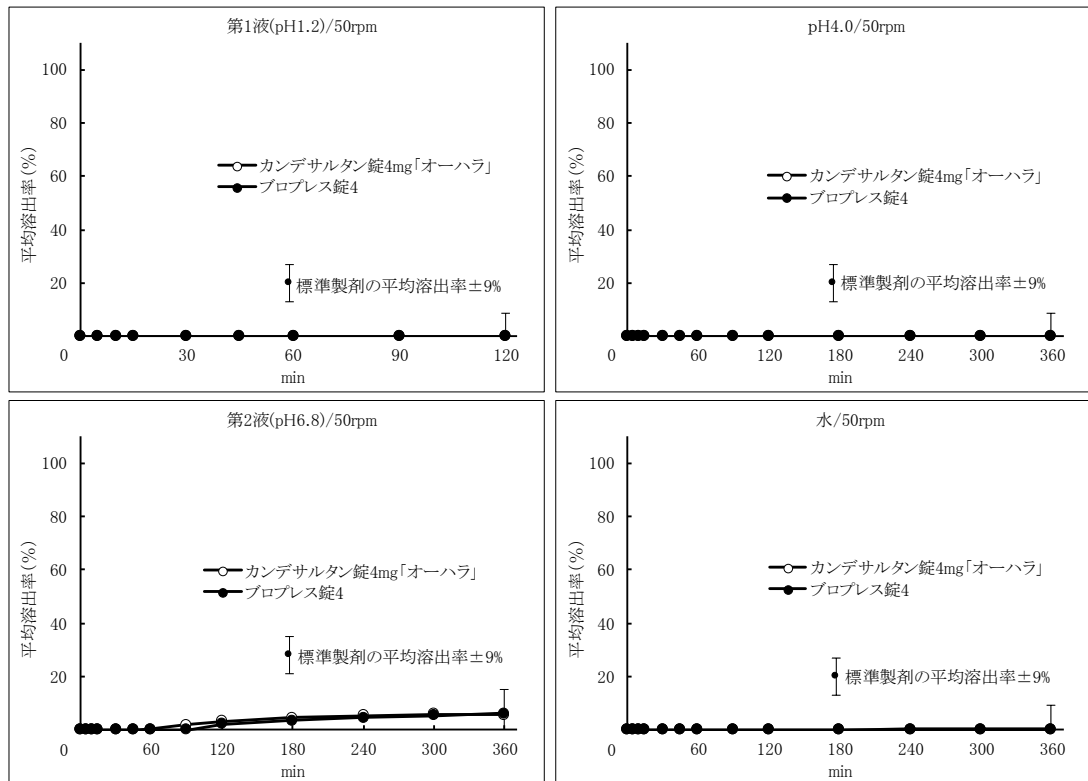 第1液(pH1.2)/50rpm
平均溶出率(%)
100
80
60
40
20
0
カンデサルタン錠4mg「オーハラ」
ブロプレス錠4
標準製剤の平均溶出率±9%
30
60
90
120
min
pH4.0/50rpm
平均溶出率(%)
100
80
60
40
20
0
カンデサルタン錠4mg「オーハラ」
ブロプレス錠4
標準製剤の平均溶出率±9%
60
120
180
240
300
360
min
第2液(pH6.8)/50rpm
平均溶出率(%)
100
80
60
40
20
0
カンデサルタン錠4mg「オーハラ」
ブロプレス錠4
標準製剤の平均溶出率±9%
60
120
180
240
300
360
min
水/50rpm
平均溶出率(%)
100
80
60
40
20
0
カンデサルタン錠4mg「オーハラ」
ブロプレス錠4
標準製剤の平均溶出率±9%
60
120
180
240
300
360
min